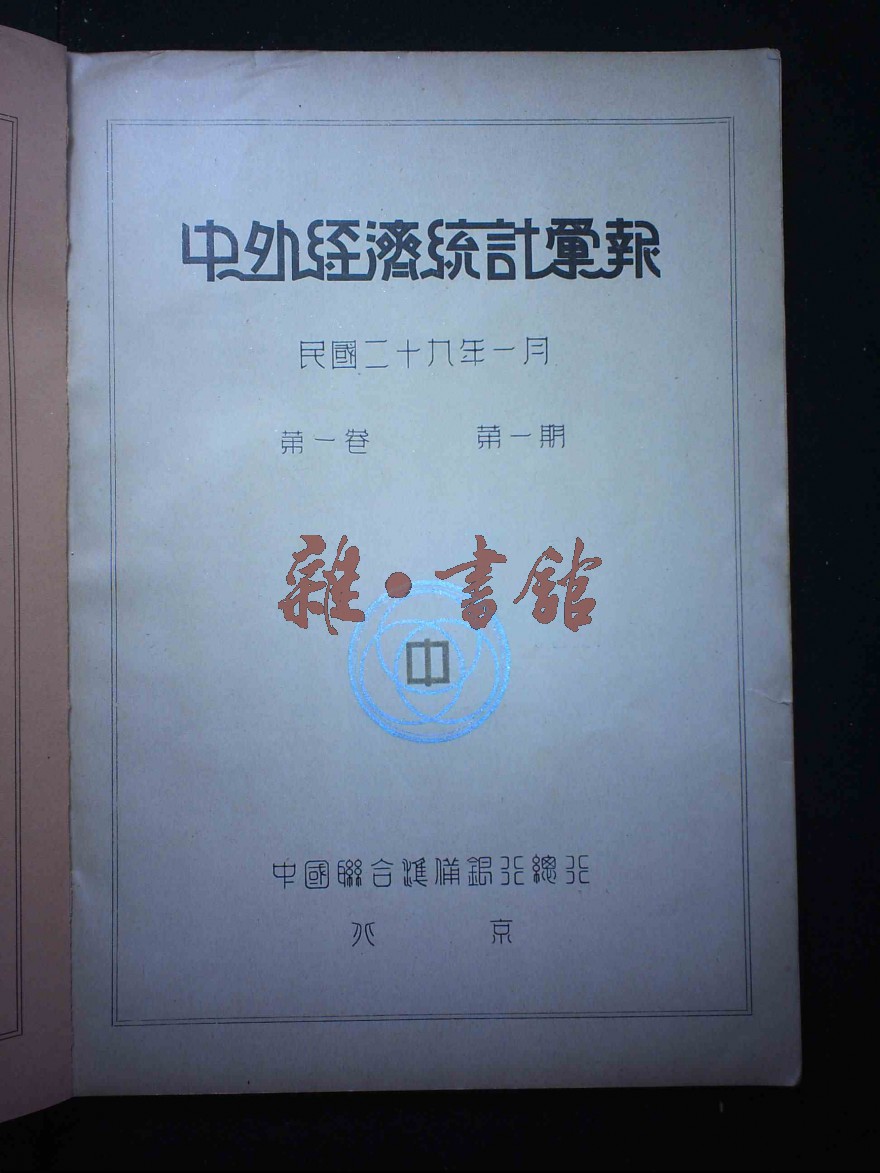 中外経濟統計彙報
民國二十九年一月
第一卷 第一期
雜·書館
中
中國聯合準備銀行總行
北京